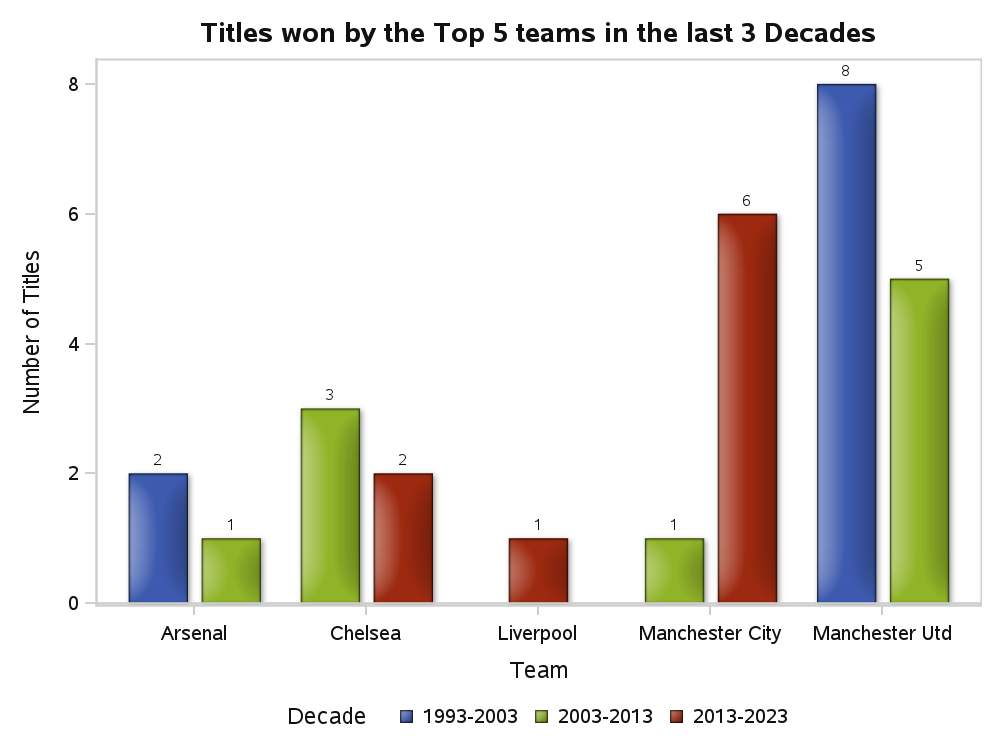 Titles won by the Top 5 teams in the last 3 Decades
Number of Titles
8
6
4
2
0
2
1
3
2
1
1
6
8
5
Arsenal
Chelsea
Liverpool
Manchester City
Manchester Utd
Team
Decade 1993-2003 2003-2013 2013-2023